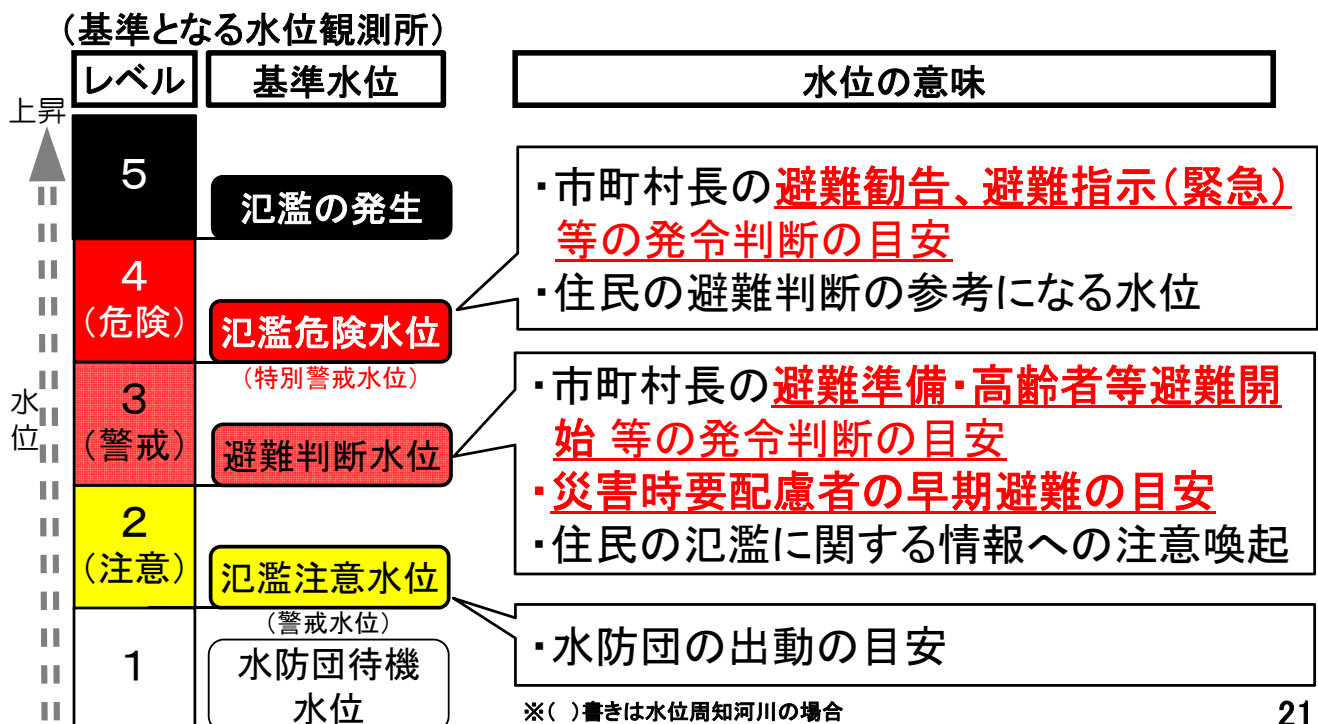 （基準となる水位観測所）
レベル 基準水位 水位の意味
上昇
水位
5
氾濫の発生
・市町村長の避難勧告、避難指示（緊急）
等の発令判断の目安
・住民の避難判断の参考になる水位
4
（危険）
氾濫危険水位
（特別警戒水位）
・市町村長の避難準備・高齢者等避難開
始 等の発令判断の目安
・災害時要配慮者の早期避難の目安
・住民の氾濫に関する情報への注意喚起
3
（警戒）
避難判断水位
2
（注意）
氾濫注意水位
（警戒水位）
・水防団の出動の目安
1
水防団待機
水位
※（ ）書きは水位周知河川の場合
21